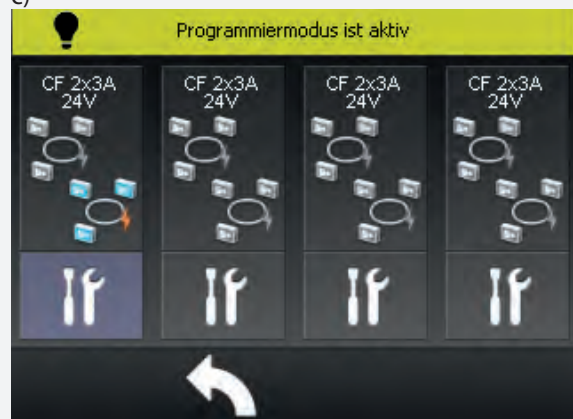 c)
Programmiermodus ist aktiv
CF 2x3A
24V
CF 2x3A
24V
CF 2x3A
24V
CF 2x3A
24V